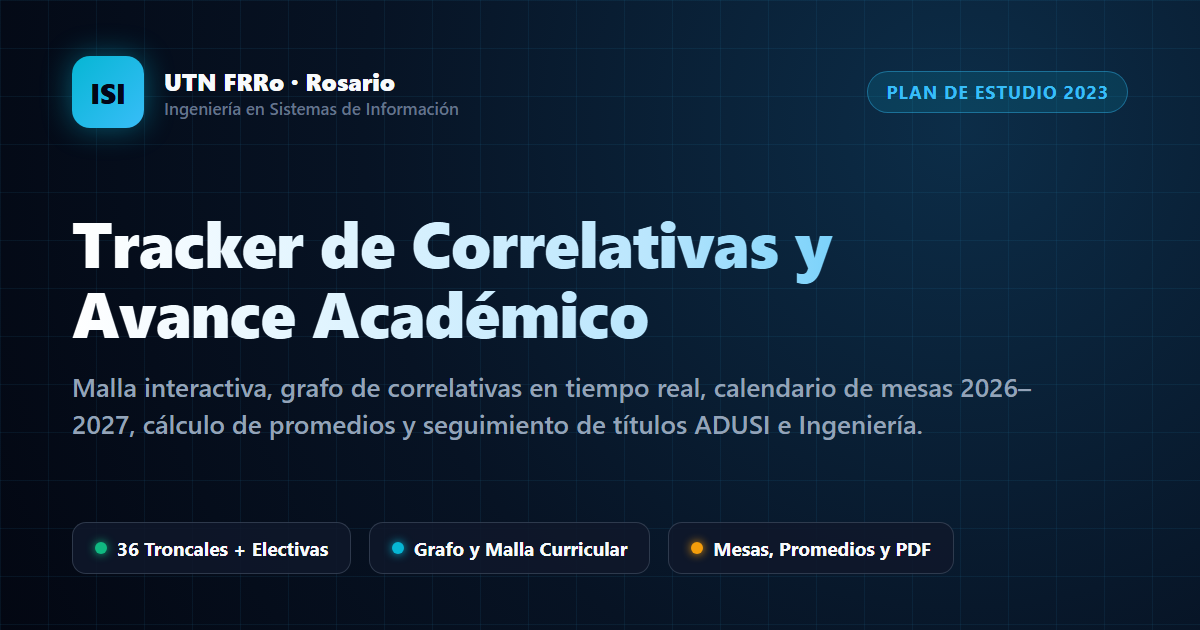 ISI
UTN FRRo · Rosario
Ingeniería en Sistemas de Información
PLAN DE ESTUDIO 2023
Tracker de Correlativas y
Avance Académico
Malla interactiva, grafo de correlativas en tiempo real, calendario de mesas 2026–
2027, cálculo de promedios y seguimiento de títulos ADUSI e Ingeniería.
36 Troncales + Electivas
Grafo y Malla Curricular
Mesas, Promedios y PDF